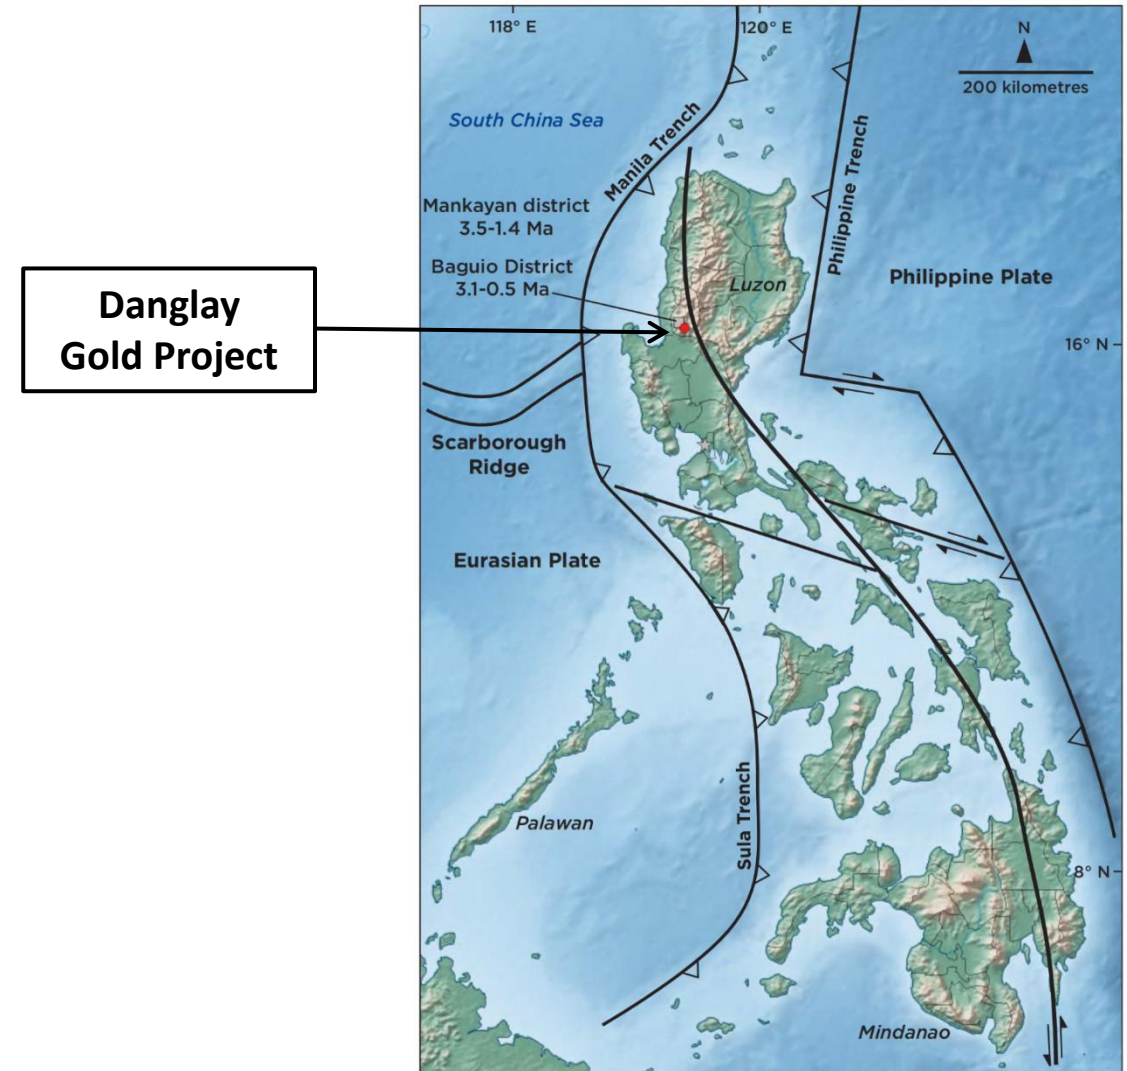 118° E
120° E
N
200 kilometres
South China Sea
Manila Trench
Philippine Trench
Mankayan district
3.5-1.4 Ma
Baguio District
3.1-0.5 Ma
Luzon
Philippine Plate
Danglay
Gold Project
16° N
Scarborough
Ridge
Eurasian Plate
Sula Trench
Palawan
8° N
Mindanao